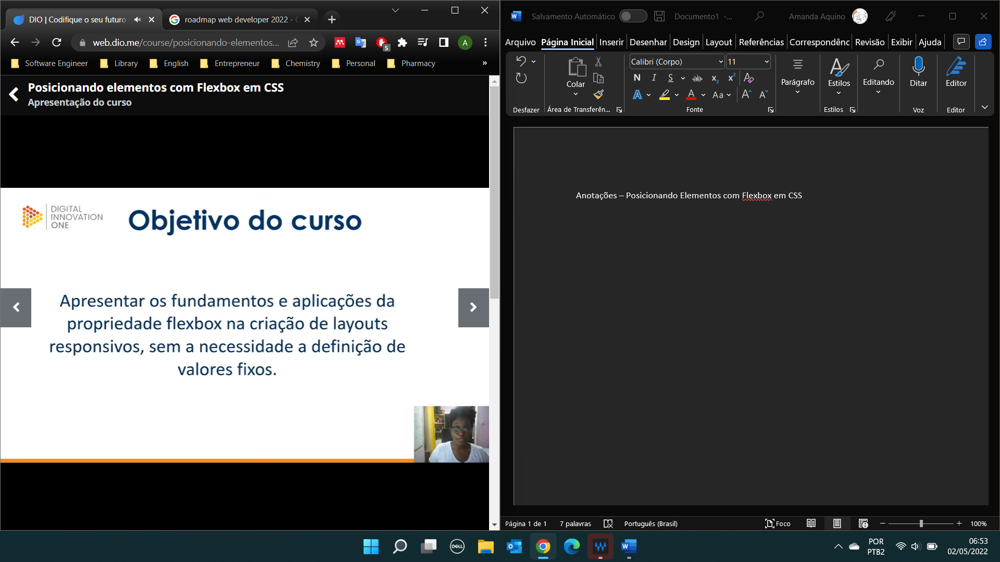 DIO | Codifique o seu futuro
roadmap web developer 2022 -
web.dio.me/course/posicionando-elementos...
A
5
Software Engineer
Library
English
Entrepreneur
Chemistry
Personal
Pharmacy
»
Posicionando elementos com Flexbox em CSS
Apresentação do curso
DIGITAL
INNOVATION
ONE
Objetivo do curso
Apresentar os fundamentos e aplicações da
propriedade flexbox na criação de layouts
responsivos, sem a necessidade a definição de
valores fixos.
Salvamento Automático
Documento1 -...
Amanda Aquino
Arquivo
Página Inicial
Inserir
Desenhar
Design
Layout
Referências
Correspondênc
Revisão
Exibir
Ajuda
Colar
Calibri (Corpo)
11
N I S ab x₂ x²
A A Aa A A
Parágrafo
Estilos
Editando
Ditar
Editor
Desfazer
Área de Transferên...
Fonte
Estilos
Voz
Editor
Anotações – Posicionando Elementos com Flexbox em CSS
Página 1 de 1
7 palavras
Português (Brasil)
Foco
100%
DELL
POR
PTB2
06:53
02/05/2022